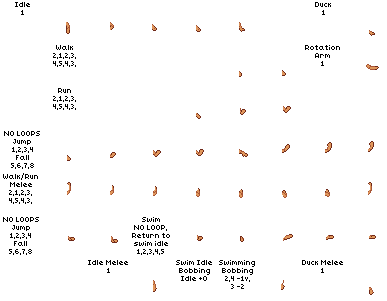 Idle
1
Duck
1
Walk
2,1,2,3,
4,5,4,3,
Rotation
Arm
1
Run
2,1,2,3,
4,5,4,3,
NO LOOPS
Jump
1,2,3,4
Fall
5,6,7,8
Walk/Run
Melee
2,1,2,3,
4,5,4,3,
NO LOOPS
Jump
1,2,3,4
Fall
5,6,7,8
Swim
NO LOOP,
Return to
swim idle
1,2,3,4,5
Idle Melee
1
Swim Idle
Bobbing
Idle +0
Swimming
Bobbing
2,4 -1v,
3 -2
Duck Melee
1